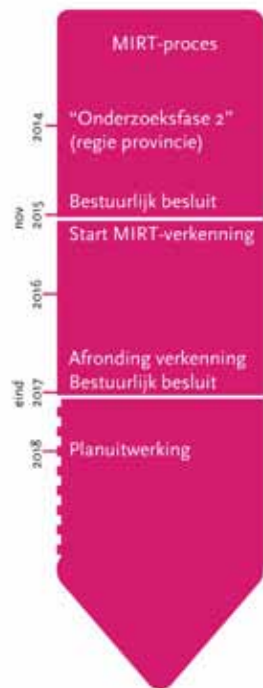 MIRT-proces
2014
"Onderzoeksfase 2"
(regie provincie)
nov
2015
Bestuurlijk besluit
Start MIRT-verkenning
2016
Afronding verkenning
Bestuurlijk besluit
eind
2017
2018
Planuitwerking